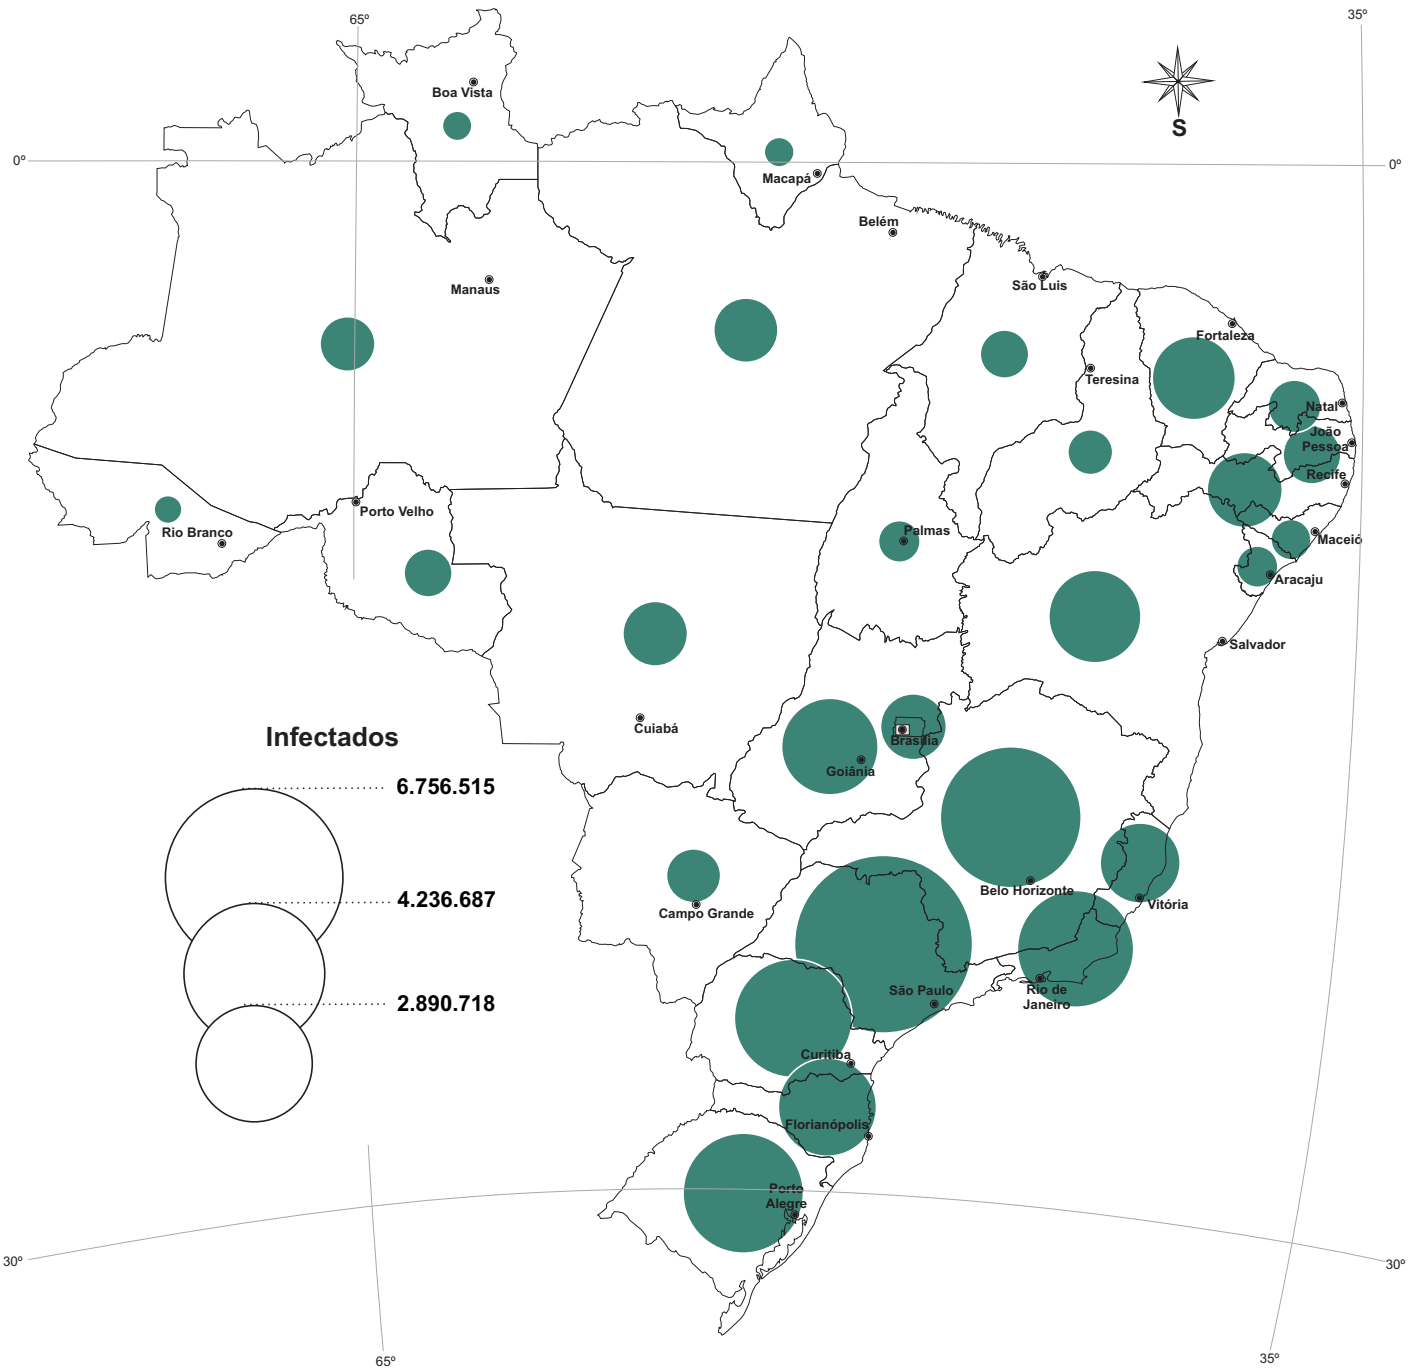 65º
35º
Boa Vista
S
0º
0º
Macapá
Belém
Manaus
São Luis
Fortaleza
Teresina
Natal
João
Pessoa
Recife
Porto Velho
Rio Branco
Palmas
Maceió
Aracaju
Salvador
Cuiabá
Infectados
Brasília
Goiânia
6.756.515
4.236.687
2.890.718
Belo Horizonte
Campo Grande
Vitória
São Paulo
Rio de
Janeiro
Curitiba
Florianópolis
Porto
Alegre
30º
30º
65º
35º